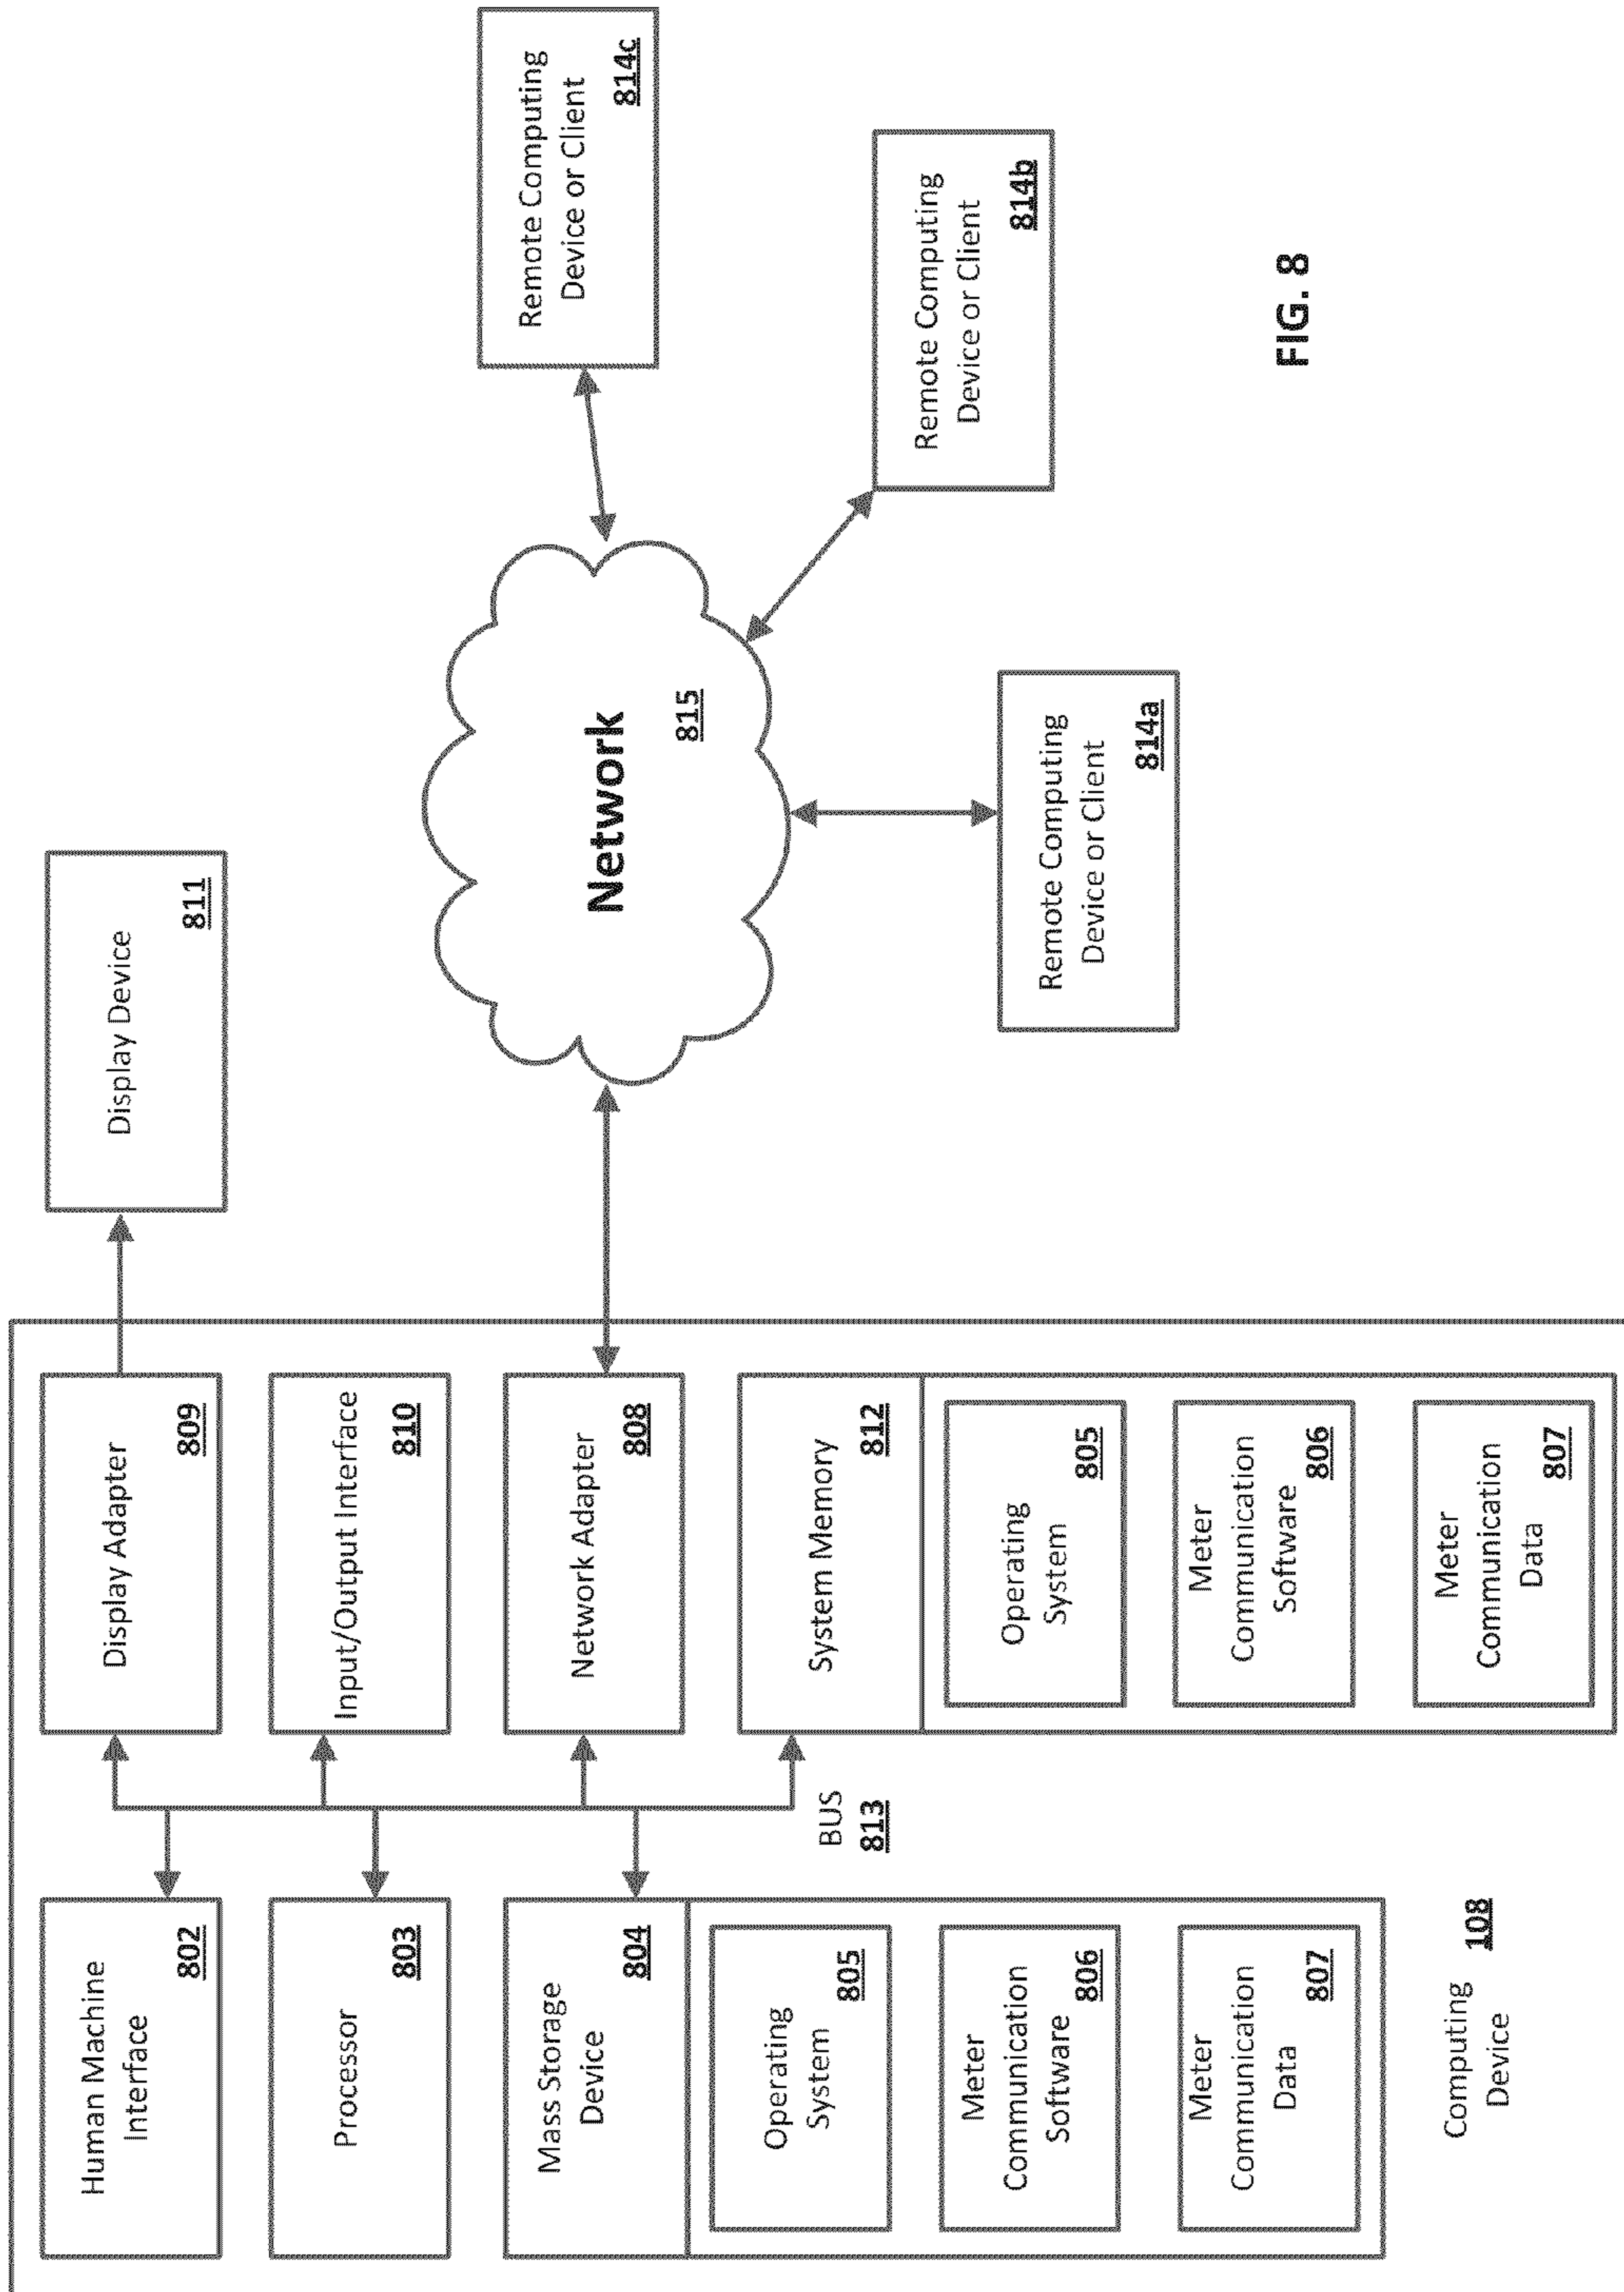 Human Machine
Interface
802
Processor
803
Mass Storage
Device
804
Operating
System
805
Meter
Communication
Software
806
Meter
Communication
Data
807
Computing
Device
108
BUS
813
Display Adapter
809
Input/Output Interface
810
Network Adapter
808
System Memory
812
Operating
System
805
Meter
Communication
Software
806
Meter
Communication
Data
807
Display Device
811
Network
815
Remote Computing
Device or Client
814a
Remote Computing
Device or Client
814b
Remote Computing
Device or Client
814c
FIG. 8